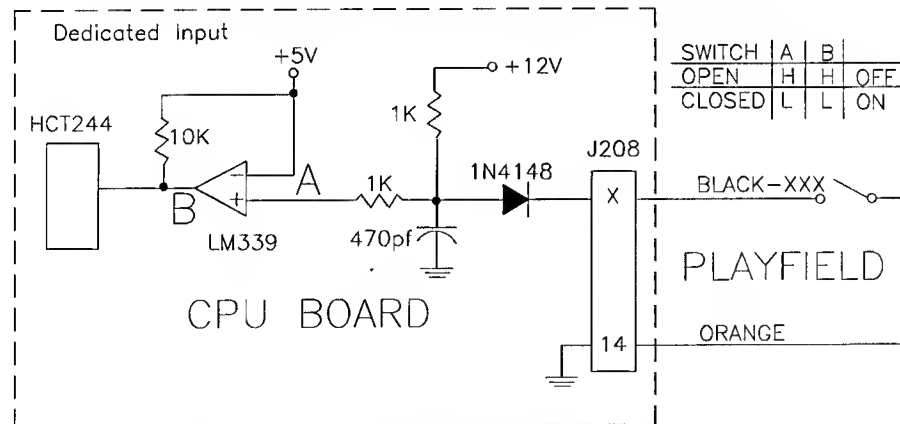 Dedicated Input
+5V
+12V
SWITCH A B
OPEN H H OFF
CLOSED L L ON
1K
HCT244
10K
J208
1N4148
A
1K
X
BLACK-XXX
B
- 
+
LM339
470pf
PLAYFIELD
CPU BOARD
14
ORANGE